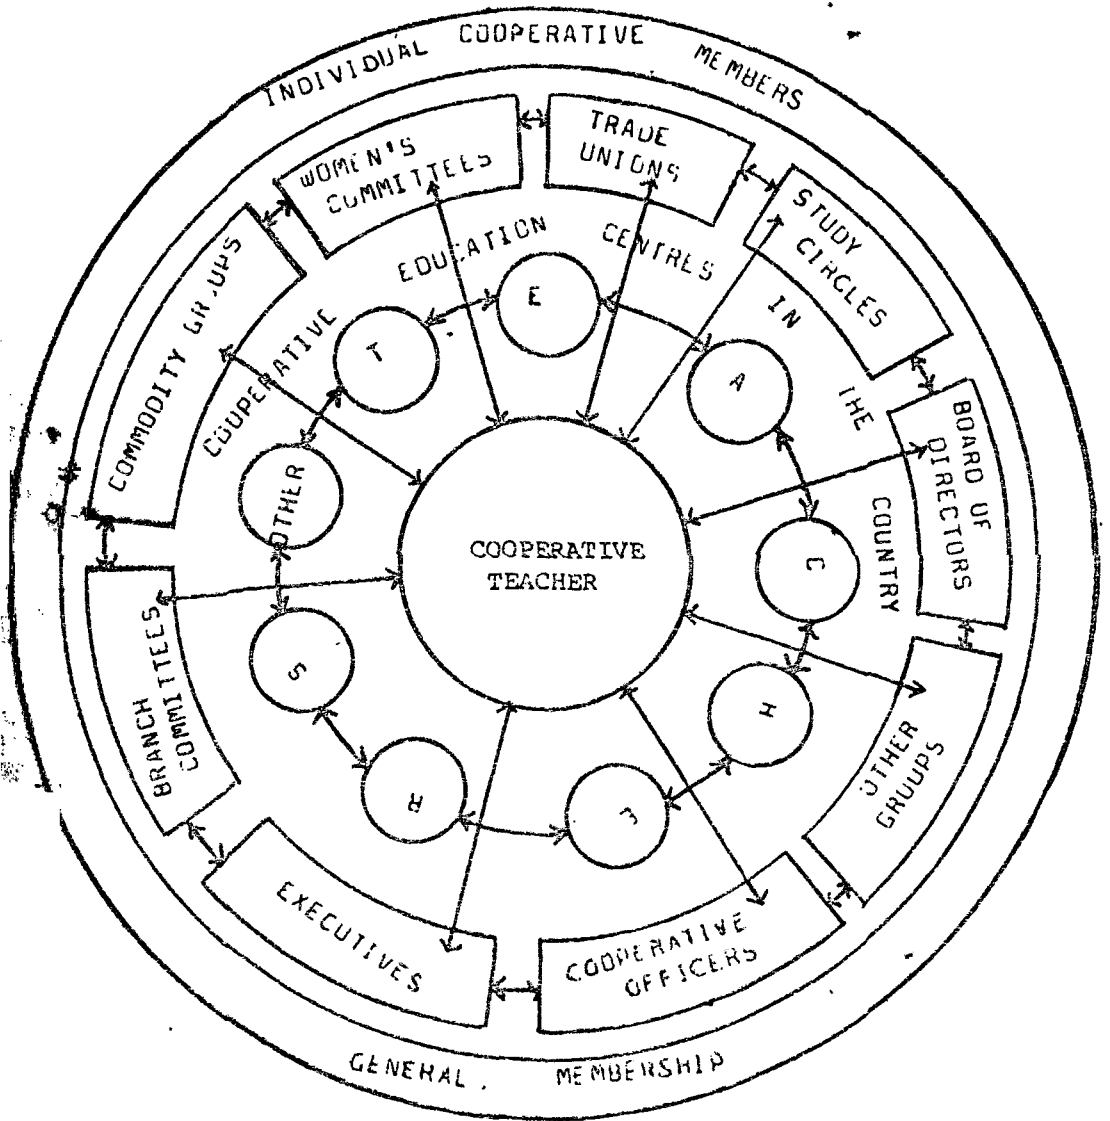 INDIVIDUAL COOPERATIVE MEMBERS
WOMEN'S
COMMITTEES
TRADE
UNIONS
STUDY
CIRCLES
BOARD OF
DIRECTORS
OTHER
GROUPS
COOPERATIVE
OFFICERS
EXECUTIVES
BRANCH
COMMITTEES
COMMODITY GROUPS
COOPERATIVE EDUCATION CENTRES IN THE COUNTRY
OTHER
T
E
A
C
H
E
R
S
COOPERATIVE
TEACHER
GENERAL MEMBERSHIP